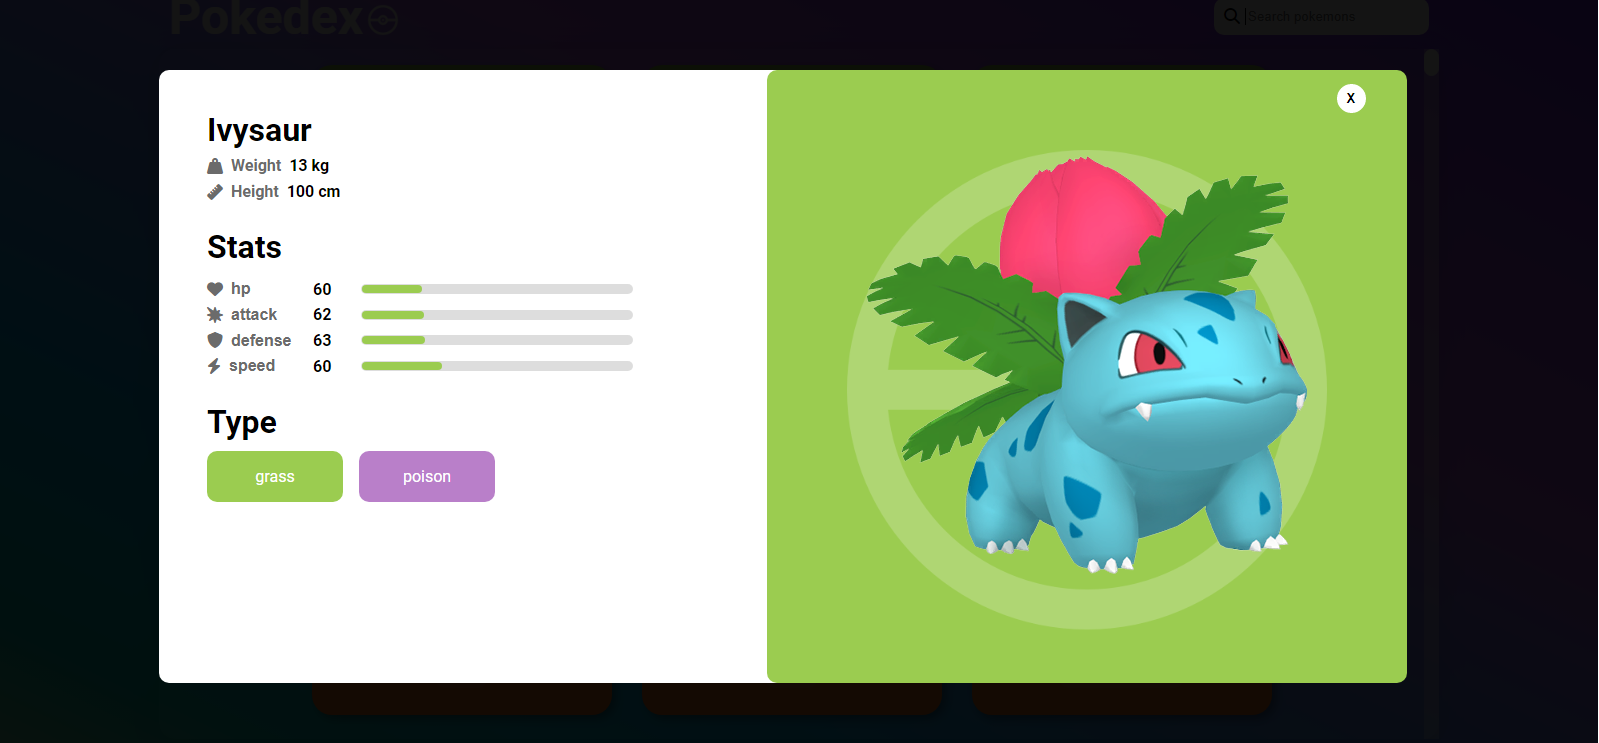 Pokedex
Search pokemons
X
Ivysaur
Weight 13 kg
Height 100 cm
Stats
hp 60
attack 62
defense 63
speed 60
Type
grass poison